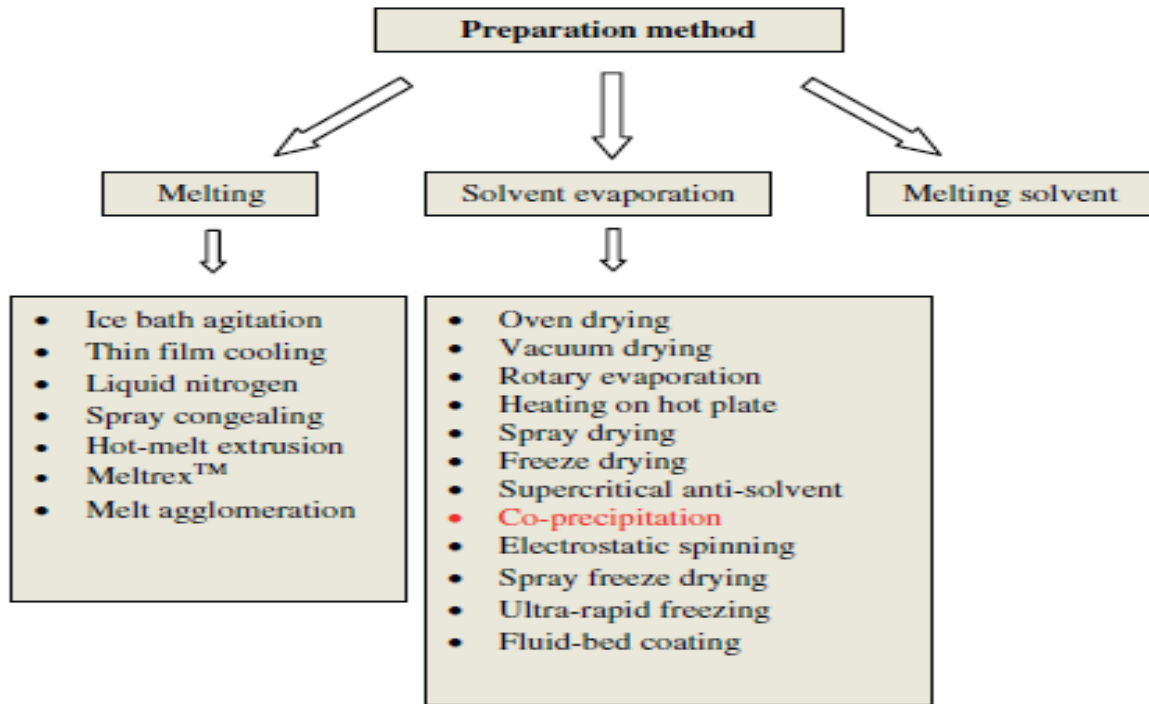 Preparation method
Melting
Solvent evaporation
Melting solvent
• Ice bath agitation
• Thin film cooling
• Liquid nitrogen
• Spray congealing
• Hot-melt extrusion
• Meltrex™
• Melt agglomeration
• Oven drying
• Vacuum drying
• Rotary evaporation
• Heating on hot plate
• Spray drying
• Freeze drying
• Supercritical anti-solvent
• Co-precipitation
• Electrostatic spinning
• Spray freeze drying
• Ultra-rapid freezing
• Fluid-bed coating